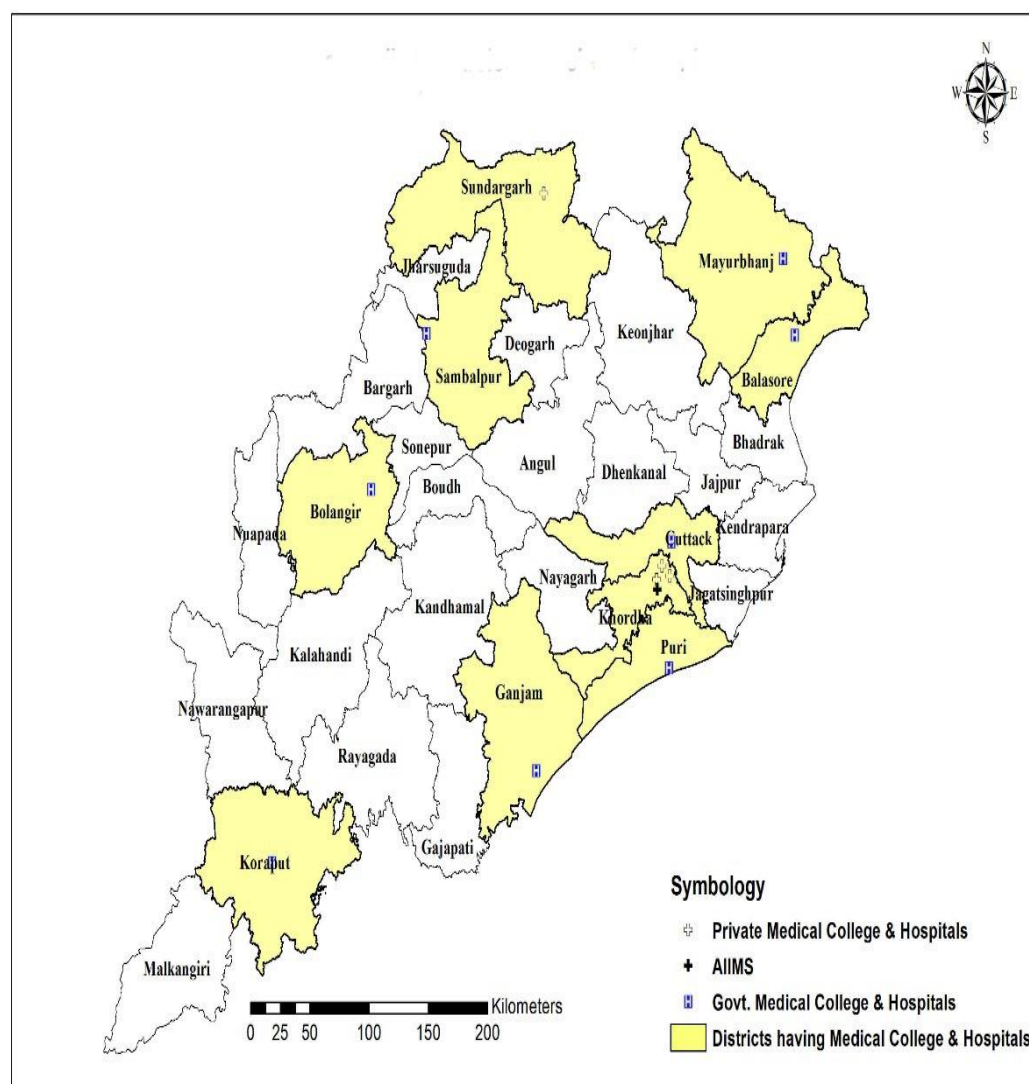 N
W E
S
Sundargarh
Jharsuguda
Mayurbhanj
Keonjhar
Deogarh
Sambalpur
Balasore
Bargarh
Bhadrak
Sonepur
Angul
Dhenkanal
Jajpur
Boudh
Bolangir
Kendrapara
Nuapada
Cuttack
Nayagarh
Jagatsinghpur
Kandhamal
Khordha
Puri
Kalahandi
Ganjam
Nawarangapur
Rayagada
Gajapati
Koraput
Malkangiri
Symbology
Private Medical College & Hospitals
AIIMS
Govt. Medical College & Hospitals
Districts having Medical College & Hospitals
Kilometers
0 25 50 100 150 200